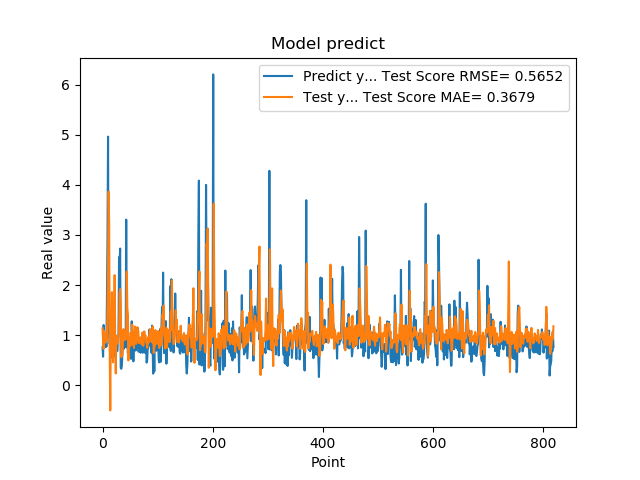 Model predict
Predict y... Test Score RMSE= 0.5652
Test y... Test Score MAE= 0.3679
Real value
6
5
4
3
2
1
0
0 200 400 600 800
Point